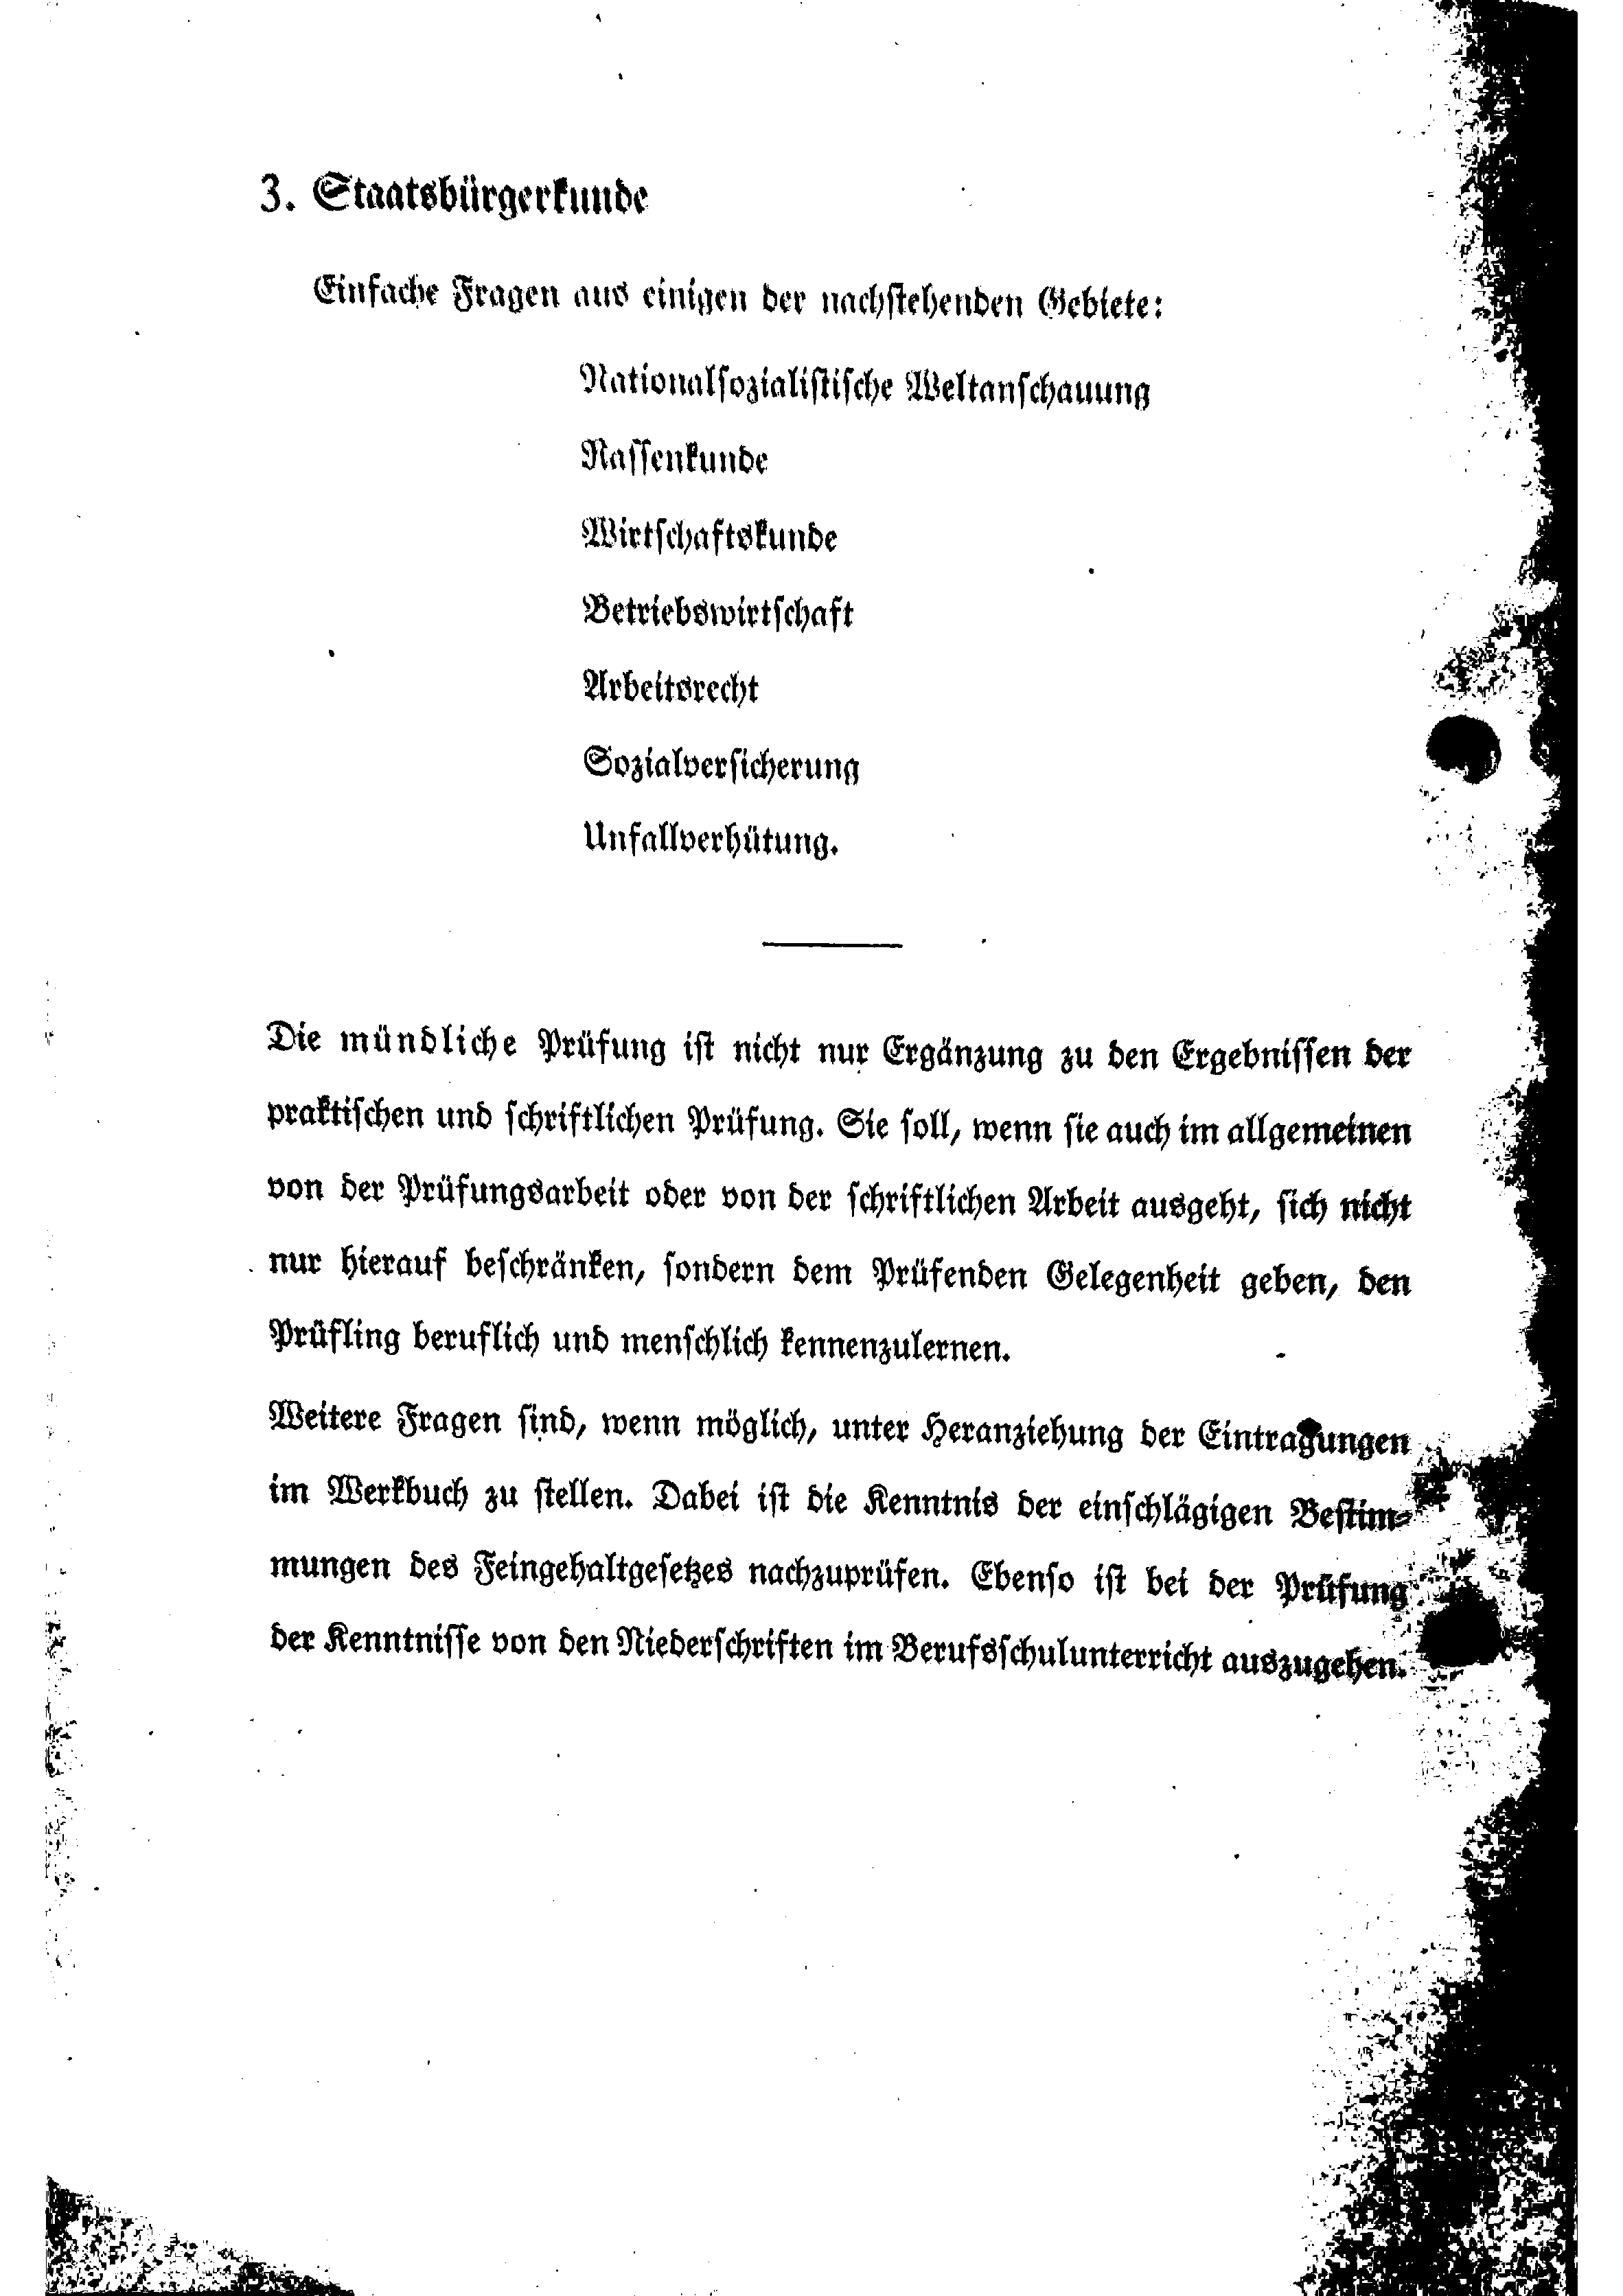 3. Staatsbürgerkunde
Einfache Fragen aus einigen der nachstehenden Gebiete:
Nationalsozialistische Weltanschauung
Rassenkunde
Wirtschaftskunde
Betriebswirtschaft
Arbeitsrecht
Sozialversicherung
Unfallverhütung.
Die mündliche Prüfung ist nicht nur Ergänzung zu den Ergebnissen der
praktischen und schriftlichen Prüfung. Sie soll, wenn sie auch im allgemeinen
von der Prüfungsarbeit oder von der schriftlichen Arbeit ausgeht, sich nicht
nur hierauf beschränken, sondern dem Prüfenden Gelegenheit geben, den
Prüfling beruflich und menschlich kennenzulernen.
Weitere Fragen sind, wenn möglich, unter Heranziehung der Eintragungen
im Werkbuch zu stellen. Dabei ist die Kenntnis der einschlägigen Bestim-
mungen des Feingehaltgesetzes nachzuprüfen. Ebenso ist bei der Prüfung
der Kenntnisse von den Niederschriften im Berufsschulunterricht auszugehen.